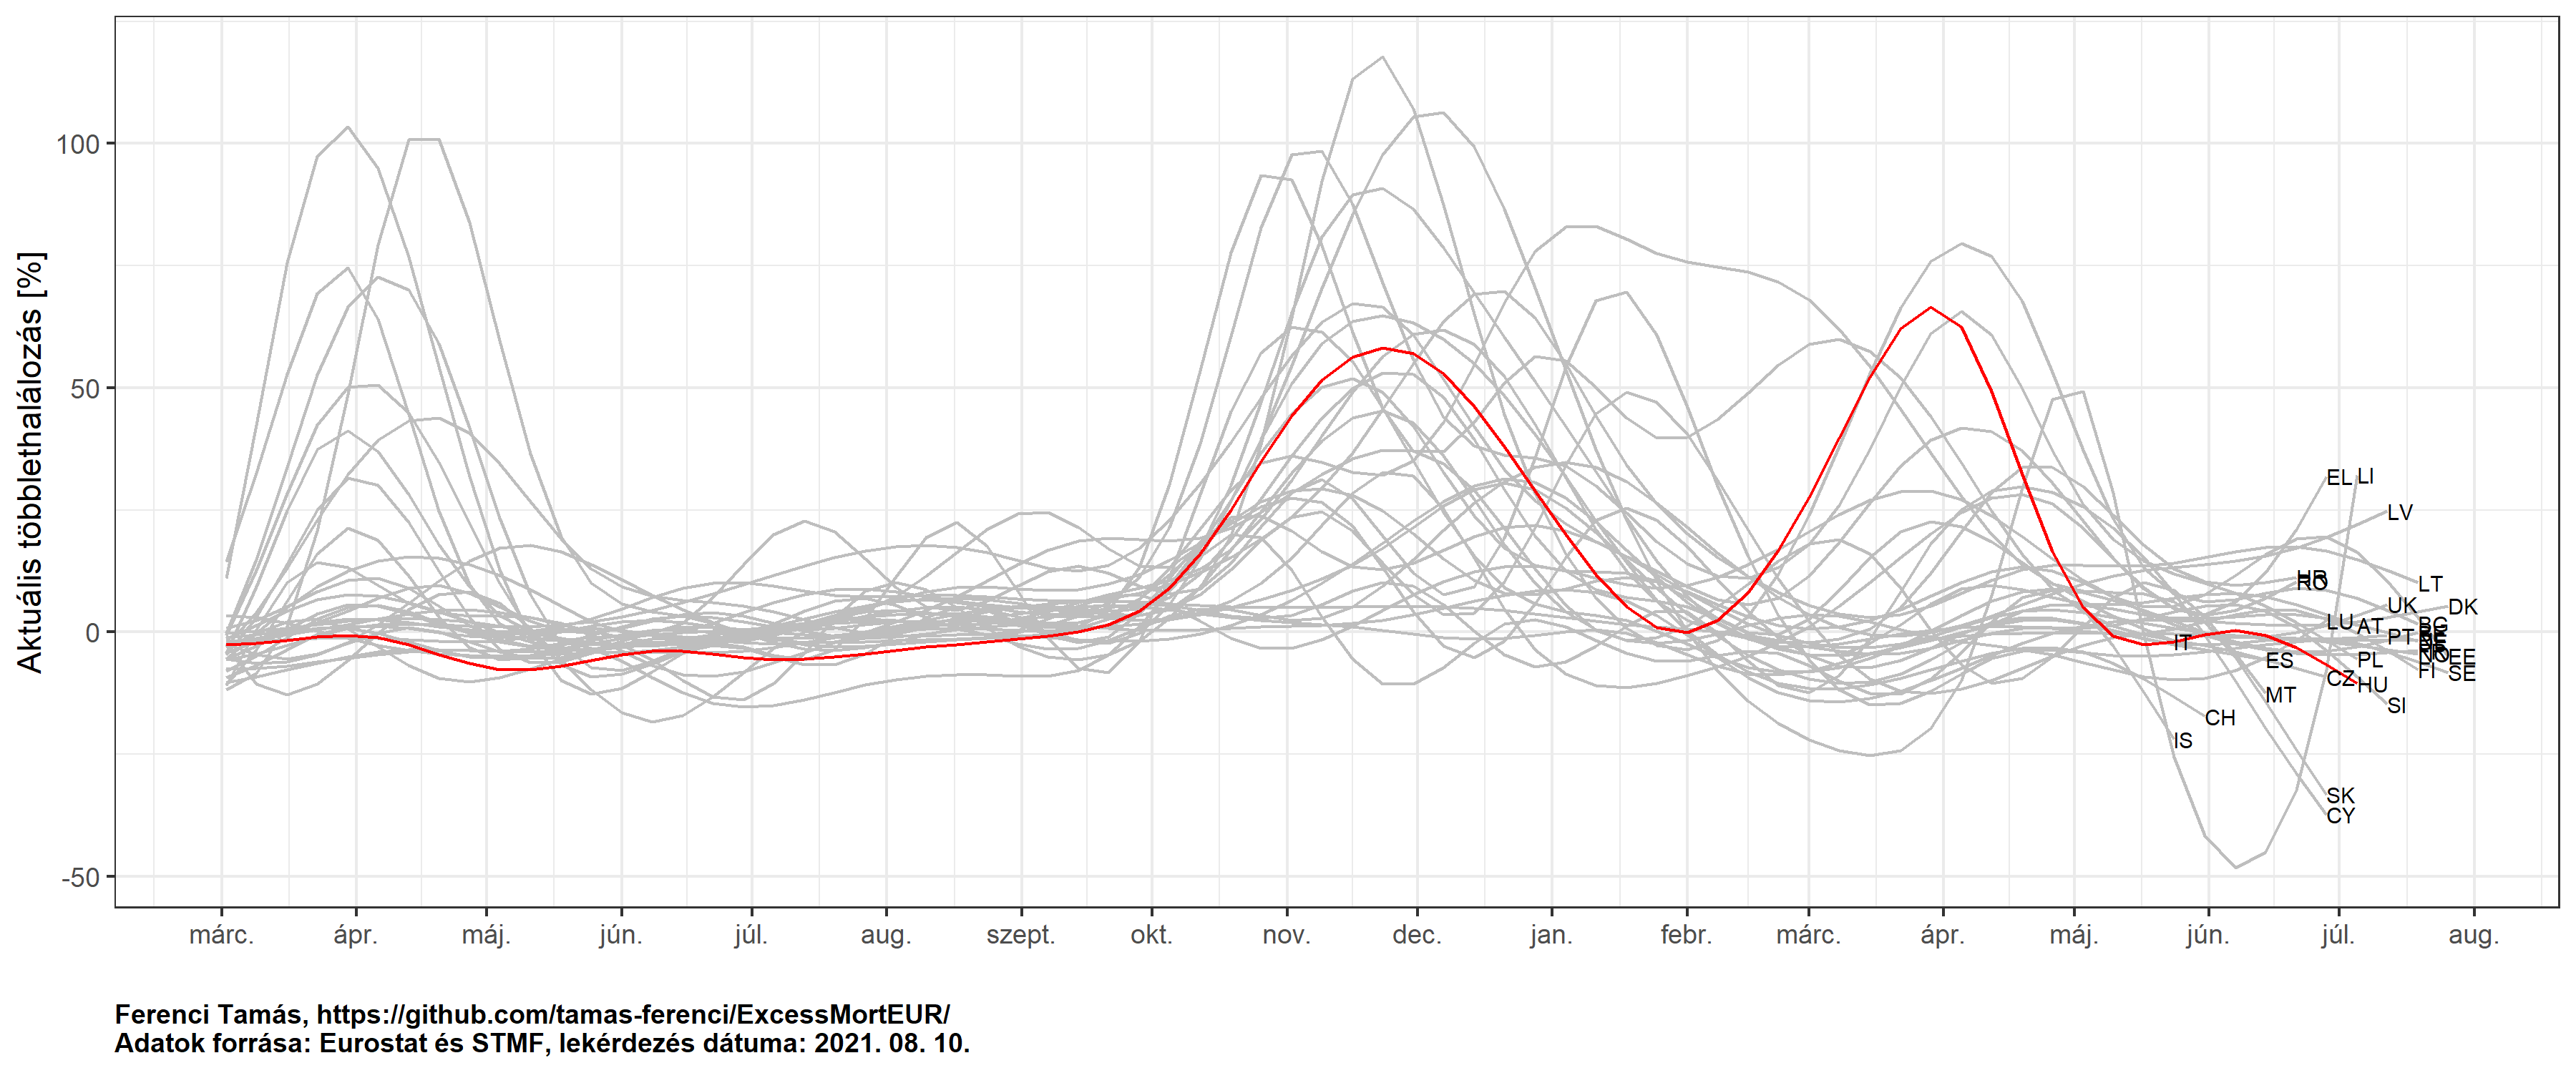 Aktuális többlethalálozás [%]
100
50
0
-50
EL
LI
LV
HR
RO
LT
UK
DK
LU
AT
IT
PT
ES
PL
EE
FI
SE
CZ
HU
MT
SI
CH
IS
SK
CY
márc.
ápr.
máj.
jún.
júl.
aug.
szept.
okt.
nov.
dec.
jan.
febr.
márc.
ápr.
máj.
jún.
júl.
aug.
Ferenci Tamás, https://github.com/tamas-ferenci/ExcessMortEUR/
Adatok forrása: Eurostat és STMF, lekérdezés dátuma: 2021. 08. 10.